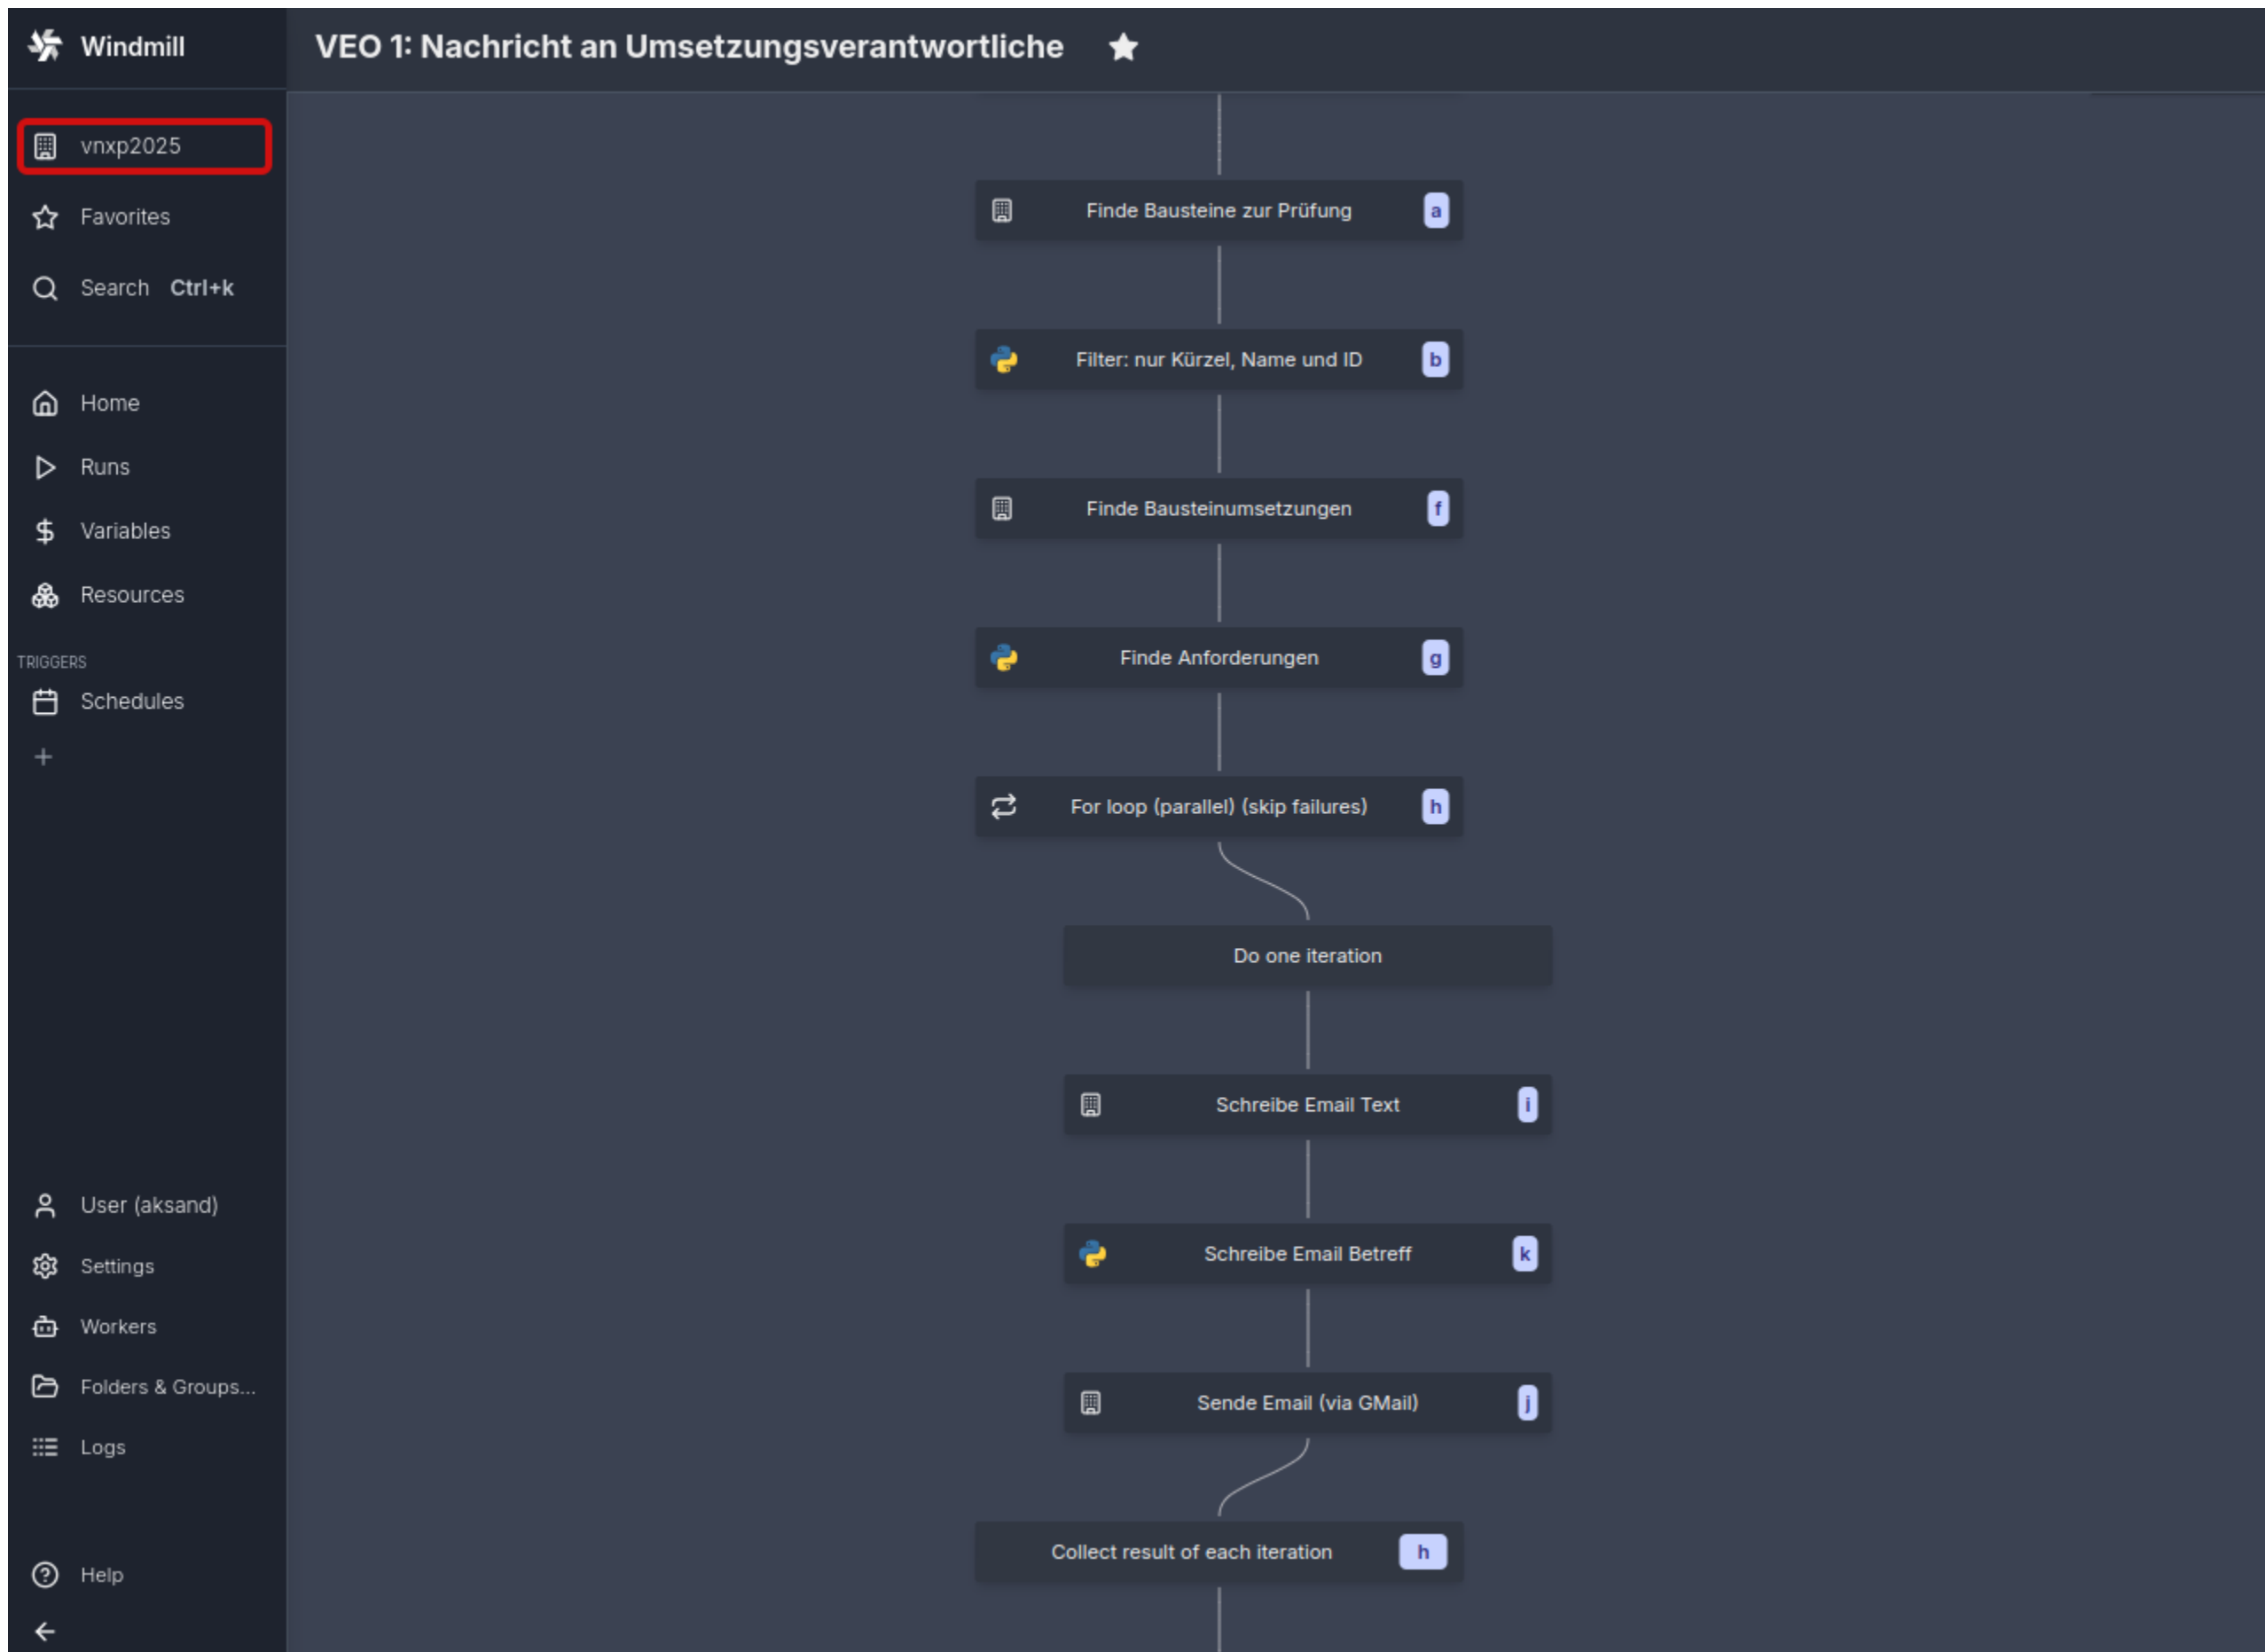 Windmill
VEO 1: Nachricht an Umsetzungsverantwortliche
vnxp2025
Favorites
Search Ctrl+k
Home
Runs
Variables
Resources
TRIGGERS
Schedules
User (aksand)
Settings
Workers
Folders & Groups...
Logs
Help
Finde Bausteine zur Prüfung a
Filter: nur Kürzel, Name und ID b
Finde Bausteinumsetzungen f
Finde Anforderungen g
For loop (parallel) (skip failures) h
Do one iteration
Schreibe Email Text i
Schreibe Email Betreff k
Sende Email (via GMail) j
Collect result of each iteration h